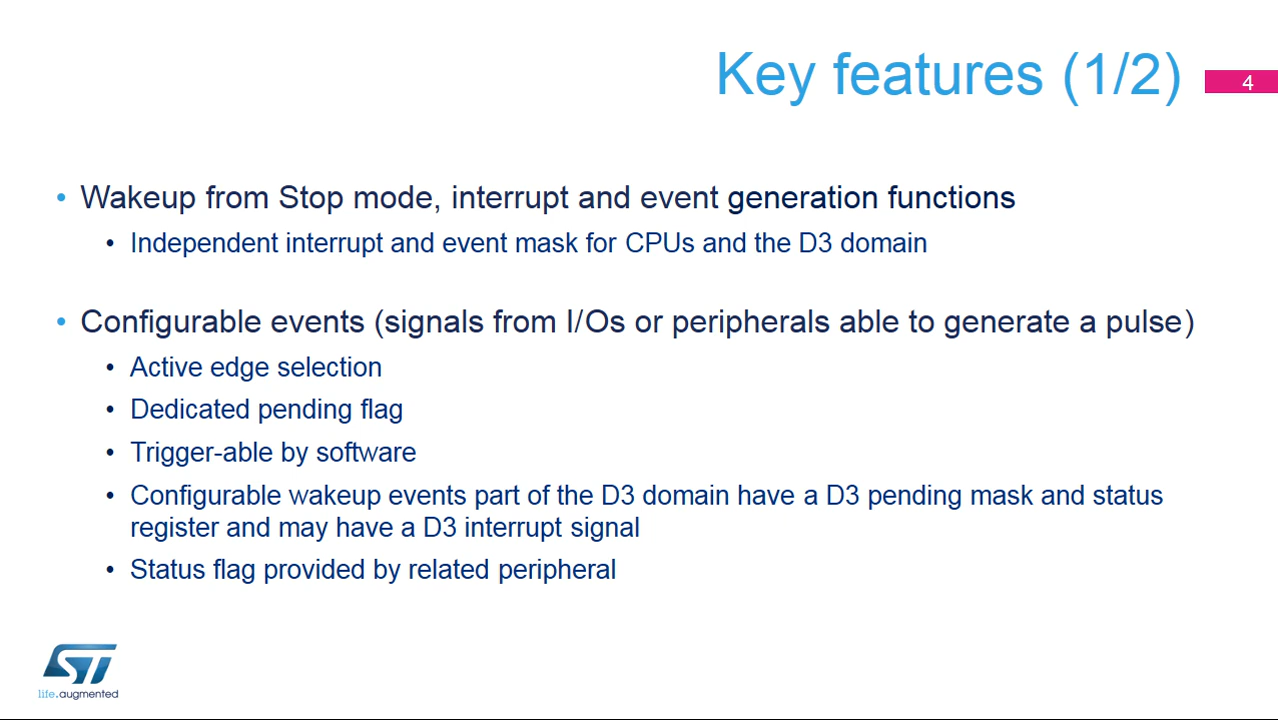 Key features (1/2)
4
• Wakeup from Stop mode, interrupt and event generation functions
• Independent interrupt and event mask for CPUs and the D3 domain
• Configurable events (signals from I/Os or peripherals able to generate a pulse)
• Active edge selection
• Dedicated pending flag
• Trigger-able by software
• Configurable wakeup events part of the D3 domain have a D3 pending mask and status
register and may have a D3 interrupt signal
• Status flag provided by related peripheral
ST
life.augmented